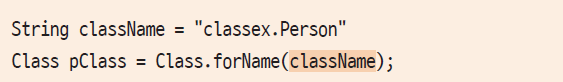 String className = "classex.Person"
Class pClass = Class.forName(className);